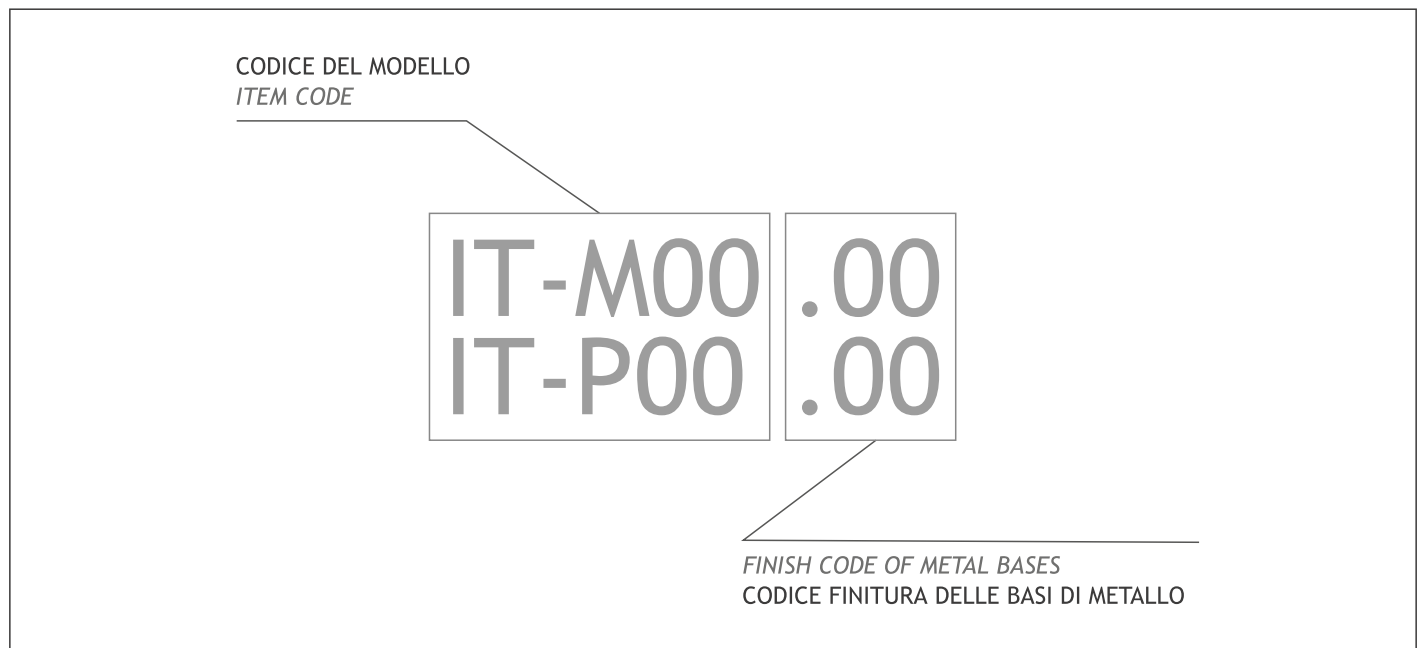 CODICE DEL MODELLO
ITEM CODE
IT-M00 .00
IT-P00 .00
FINISH CODE OF METAL BASES
CODICE FINITURA DELLE BASI DI METALLO